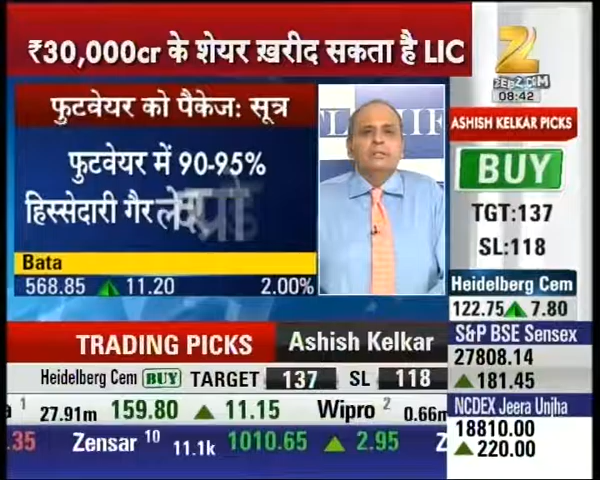 ₹30,000cr के शेयर ख़रीद सकता है LIC
08:42
फुटवेयर को पैकेज: सूत्र
फुटवेयर में 90-95%
हिस्सेदारी गैर
Bata
568.85 ▲ 11.20 2.00%
ASHISH KELKAR PICKS
BUY
TGT:137
SL:118
Heidelberg Cem
122.75 ▲ 7.80
S&P BSE Sensex
27808.14
▲ 181.45
NCDEX Jeera Unjha
18810.00
▲ 220.00
TRADING PICKS Ashish Kelkar
Heidelberg Cem BUY TARGET 137 SL 118
a 1 27.91m 159.80 ▲ 11.15 Wipro 2 0.66m
.35 Zensar 10 11.1k 1010.65 ▲ 2.95 Z